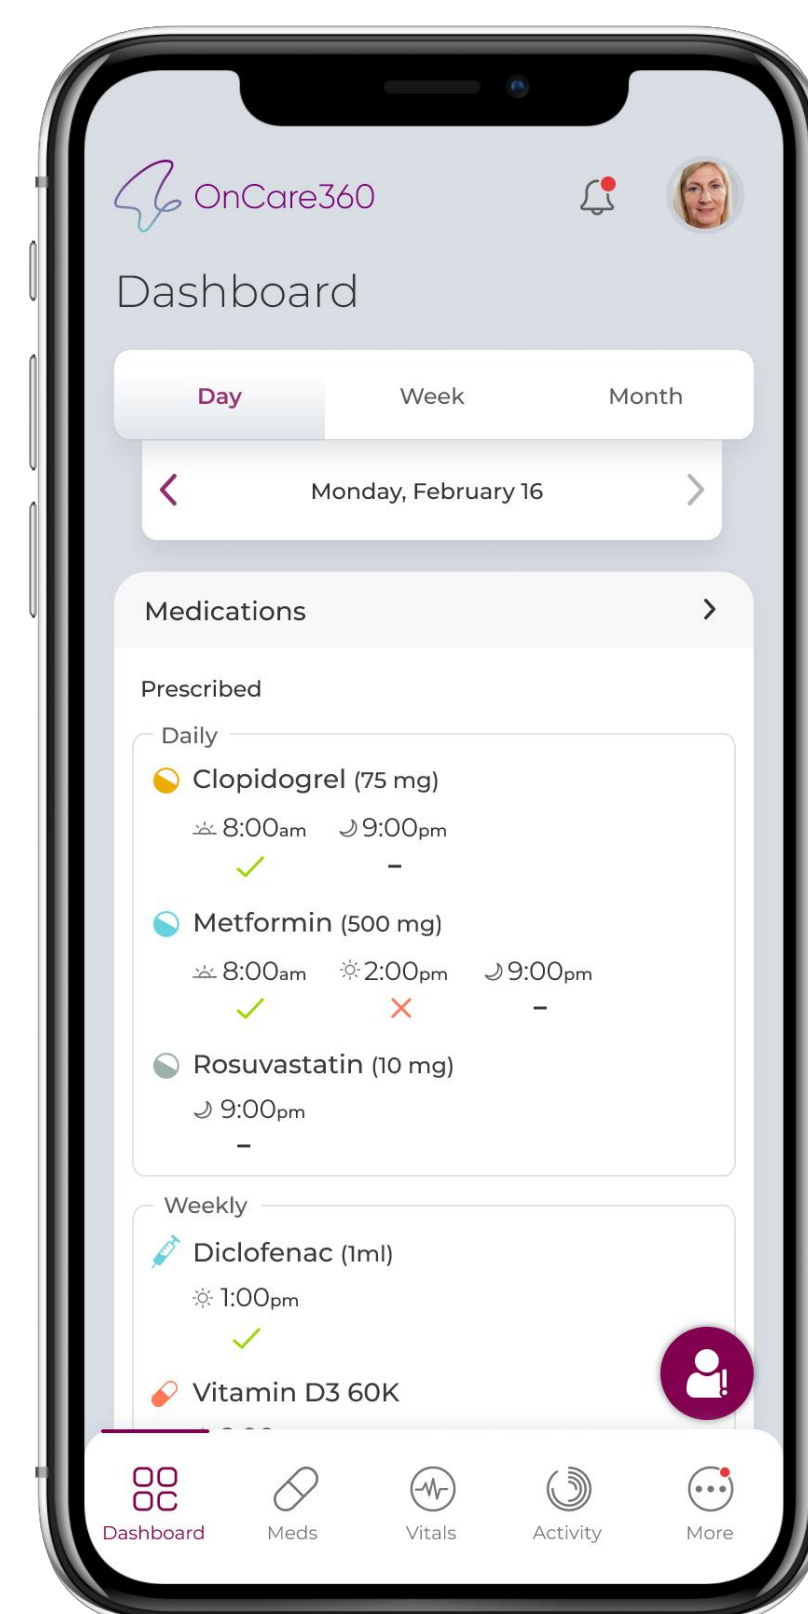 OnCare360
Dashboard
Day Week Month
Monday, February 16
Medications
Prescribed
Daily
Clopidogrel (75 mg)
8:00am 9:00pm
Metformin (500 mg)
8:00am 2:00pm 9:00pm
Rosuvastatin (10 mg)
9:00pm
Weekly
Diclofenac (1ml)
1:00pm
Vitamin D3 60K
Dashboard Meds Vitals Activity More